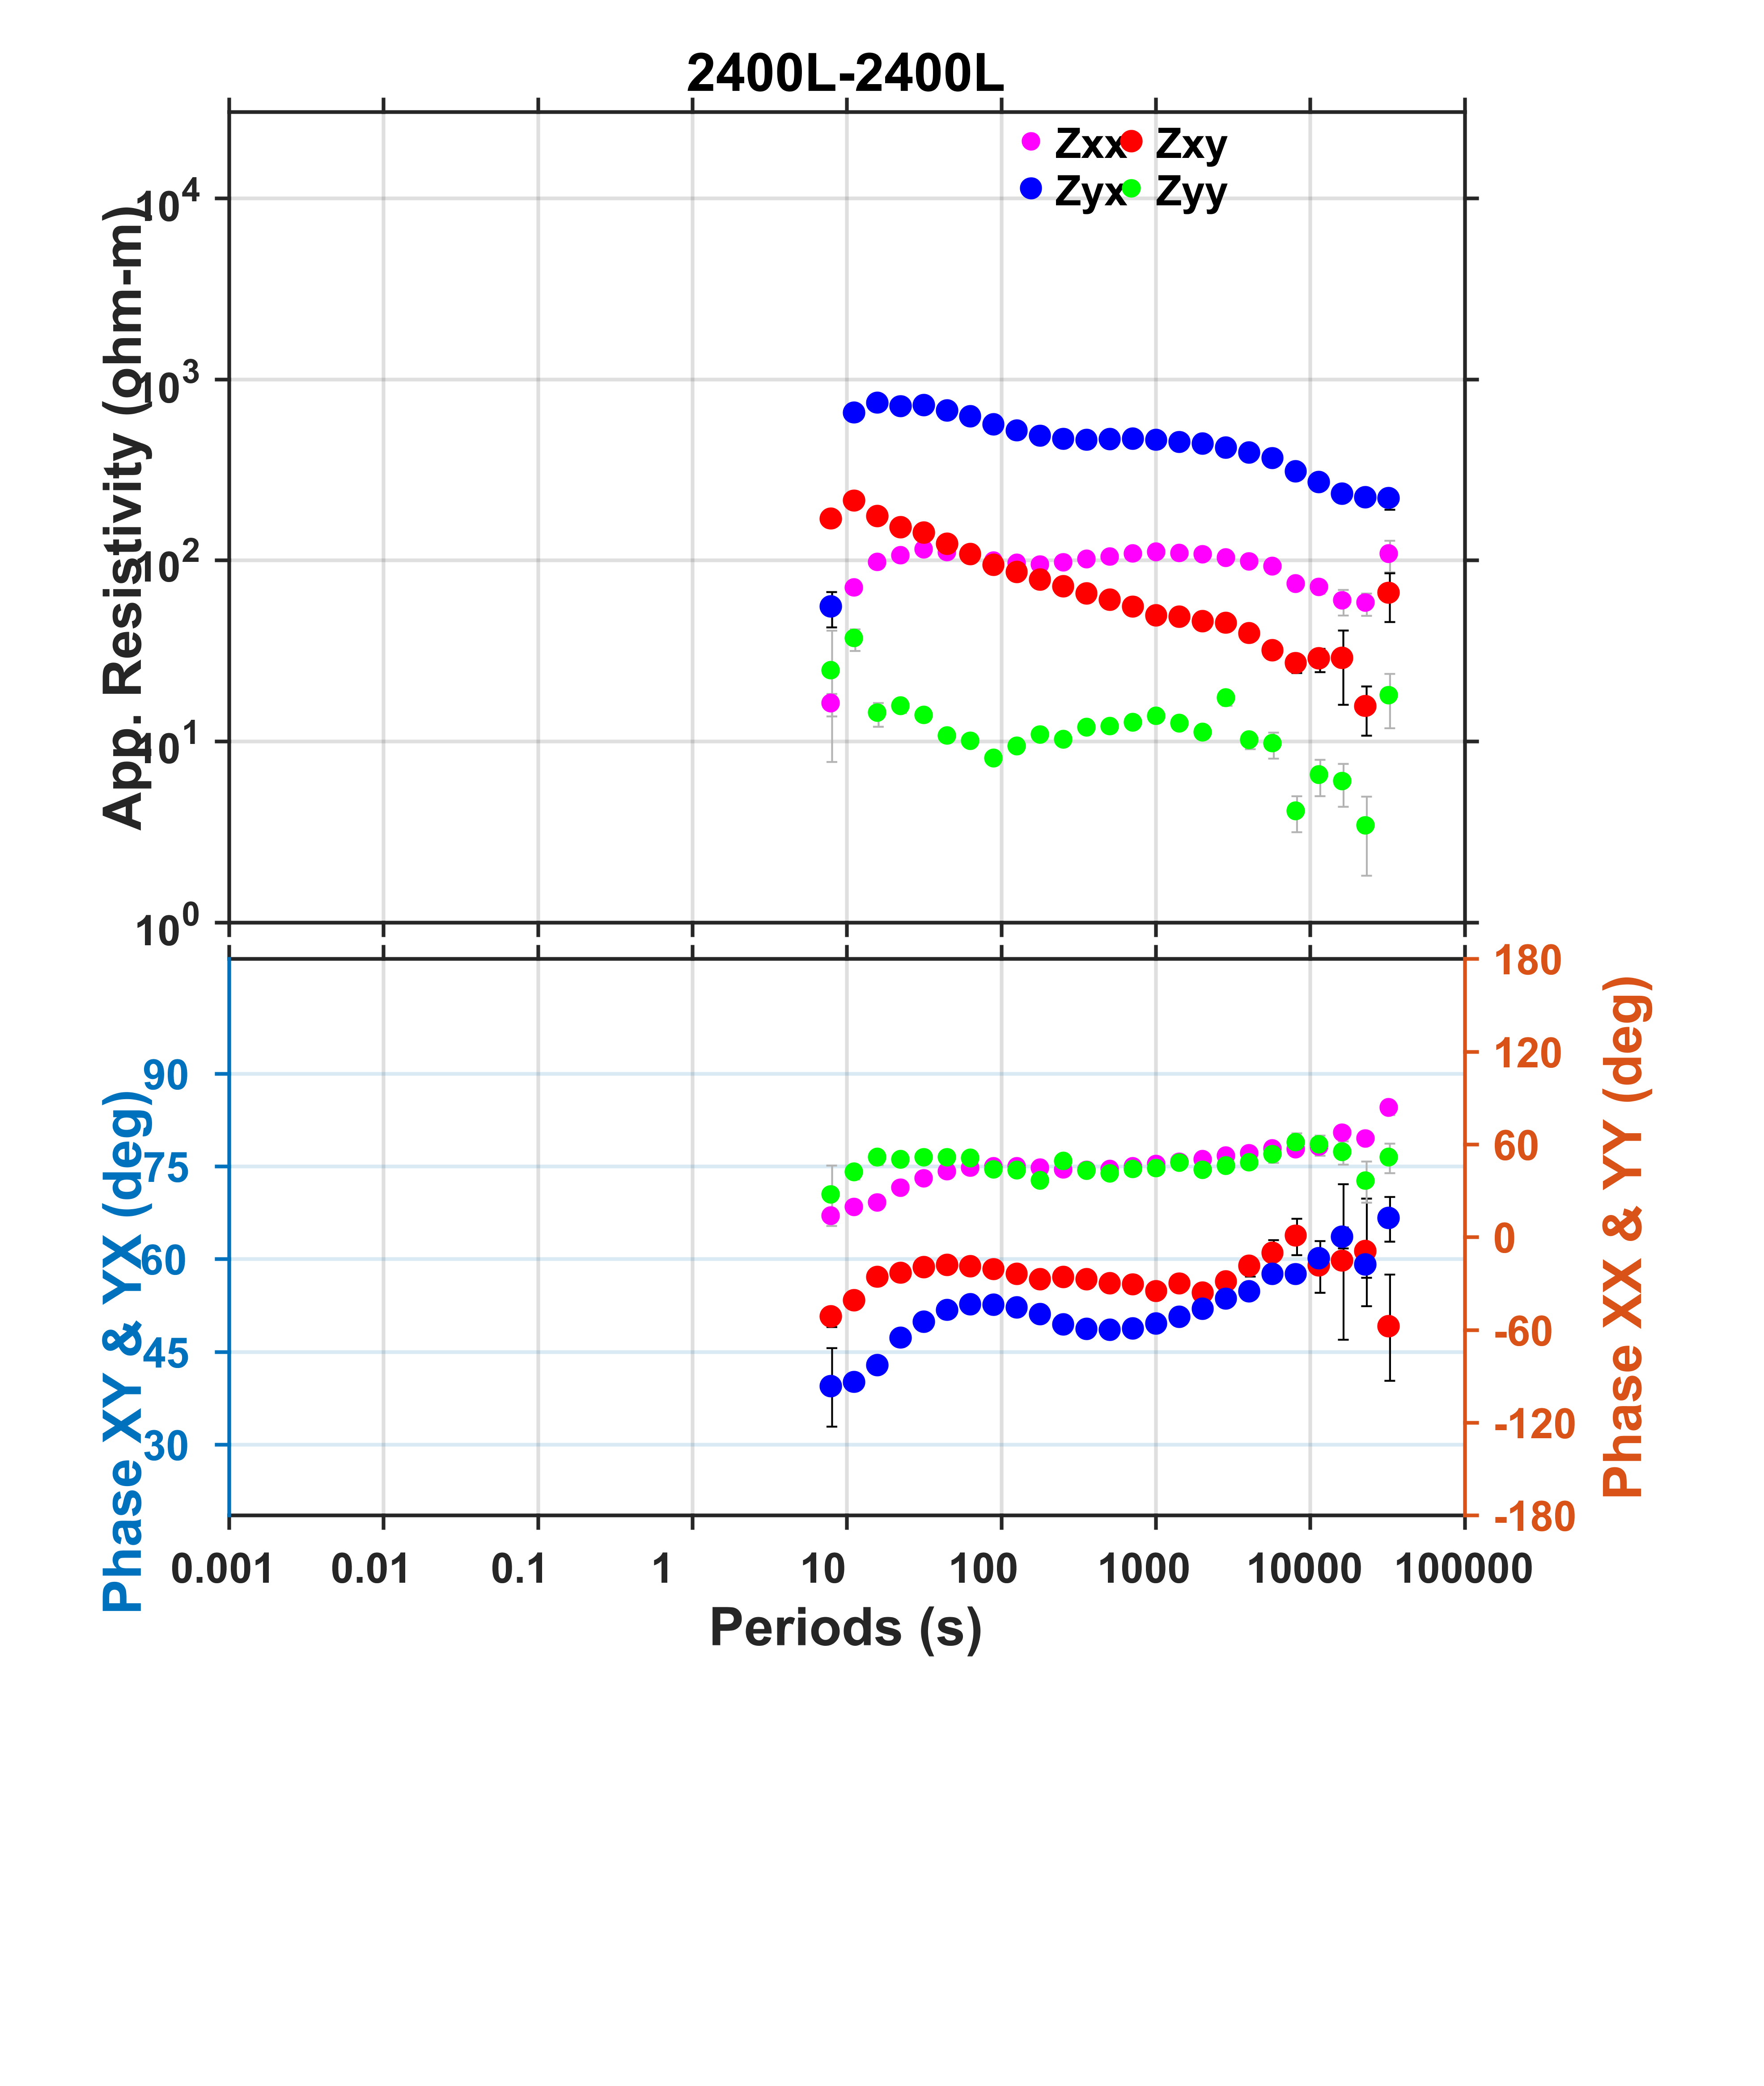 2400L-2400L
Zxx Zxy
Zyx Zyy
10^4
10^3
10^2
10^1
10^0
App. Resistivity (ohm-m)
90
75
60
45
30
Phase XY & YX (deg)
180
120
60
0
-60
-120
-180
Phase XX & YY (deg)
0.001 0.01 0.1 1 10 100 1000 10000 100000
Periods (s)